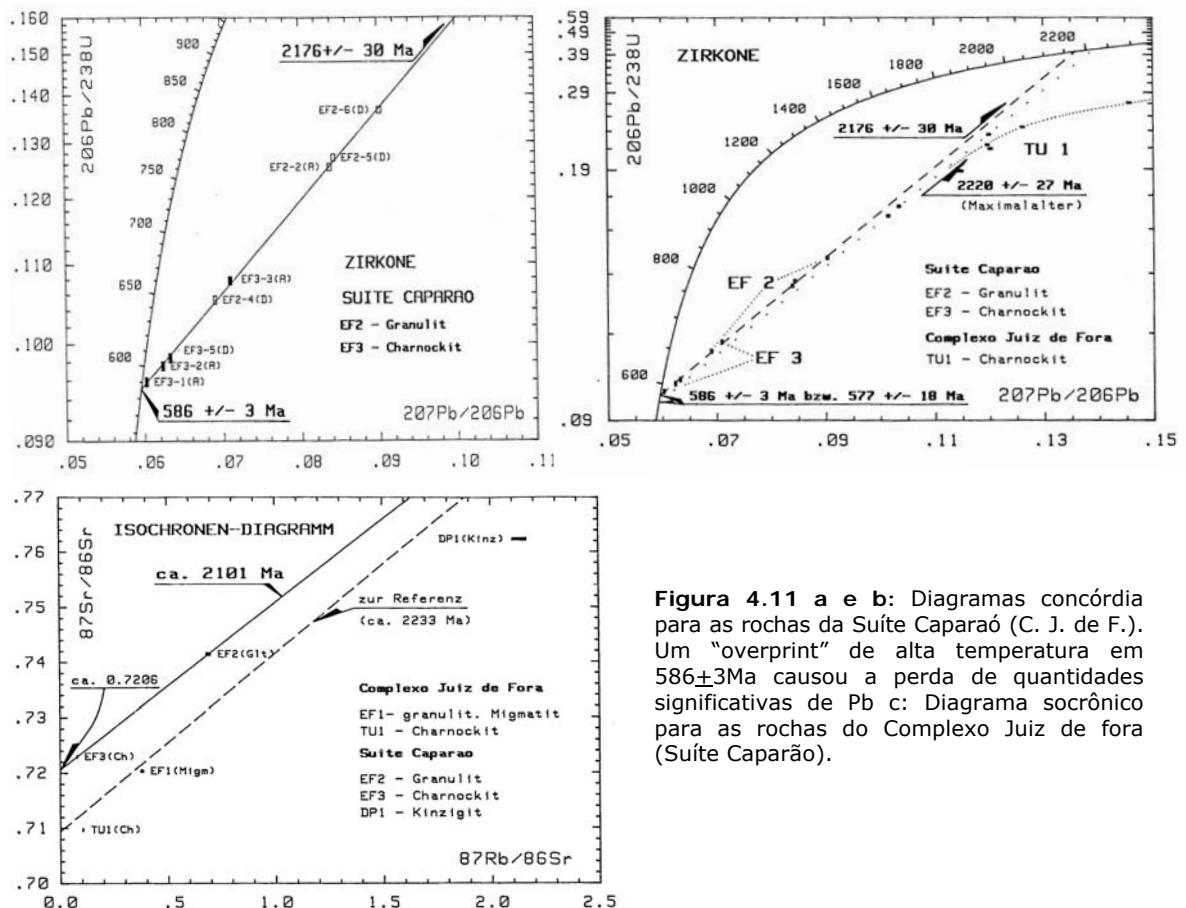 .160
.150
.140
.130
.120
.110
.100
.090
206Pb/238U
900
850
800
750
700
650
600
2176+/- 30 Ma
EF2-6(D)
EF2-5(D)
EF2-2(A)
EF3-3(A)
EF2-4(D)
EF3-5(D)
EF3-2(A)
EF3-1(A)
ZIRKONE
SUITE CAPARAO
EF2 - Granulit
EF3 - Charnockit
586 +/- 3 Ma
207Pb/206Pb
.05
.06
.07
.08
.09
.10
.11
.59
.49
.39
.29
.19
.09
206Pb/238U
ZIRKONE
2200
2000
1800
1600
1400
1200
1000
800
600
2176 +/- 30 Ma
TU 1
2220 +/- 27 Ma
(Maximalalter)
EF 2
EF 3
Suite Caparao
EF2 - Granulit
EF3 - Charnockit
Complexo Juiz de Fora
TU1 - Charnockit
586 +/- 3 Ma bzw. 577 +/- 18 Ma
207Pb/206Pb
.05
.07
.09
.11
.13
.15
.77
.76
.75
.74
.73
.72
.71
.70
87Sr/86Sr
ISOCHRONEN-DIAGRAMM
DP1(Kinz)
ca. 2101 Ma
zur Referenz
(ca. 2233 Ma)
EF2(Glt)
ca. 0.7206
EF3(Ch)
EF1(Migm)
TU1(Ch)
Complexo Juiz de Fora
EF1- granulit. Migmatit
TU1 - Charnockit
Suite Caparao
EF2 - Granulit
EF3 - Charnockit
DP1 - Kinzigit
87Rb/86Sr
0.0
.5
1.0
1.5
2.0
2.5
Figura 4.11 a e b: Diagramas concórdia
para as rochas da Suíte Caparaó (C. J. de F.).
Um “overprint” de alta temperatura em
586+3Ma causou a perda de quantidades
significativas de Pb c: Diagrama socrônico
para as rochas do Complexo Juiz de fora
(Suíte Caparão).